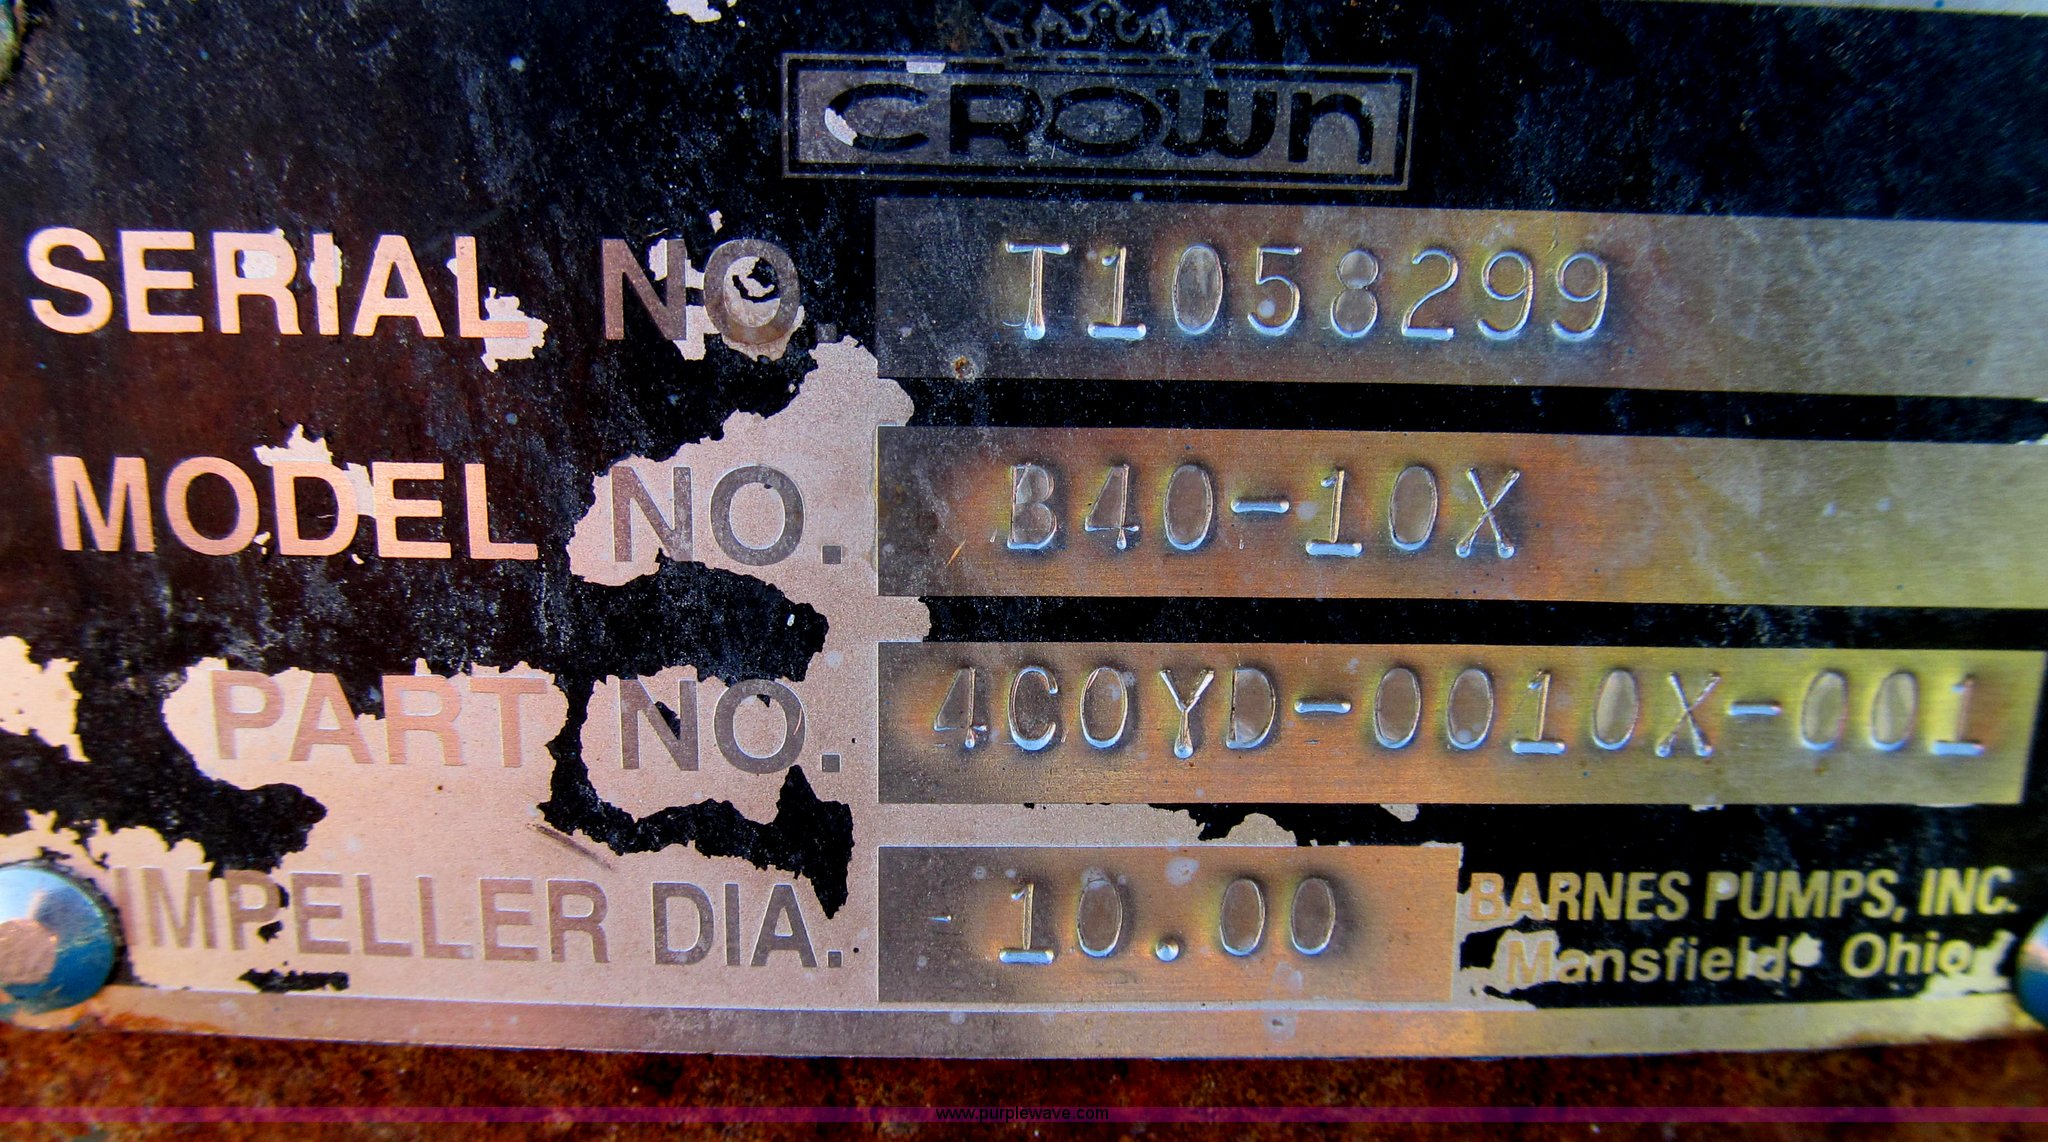 CROWN
SERIAL NO. T1058299
MODEL NO. B40-10X
PART NO. 4COYD-0010X-001
IMPELLER DIA. 10.00
BARNES PUMPS, INC.
Mansfield, Ohio
www.purplewave.com